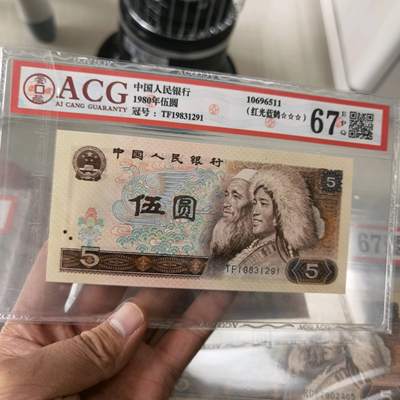 ACG
AI CANG GUARANTY
中国人民银行
1980年伍圆
冠号：TF19831291
10696511
(红光蓝鹤☆☆☆)
67
EPQ
中国人民银行
5
伍圆
5
TF19831291
5
67